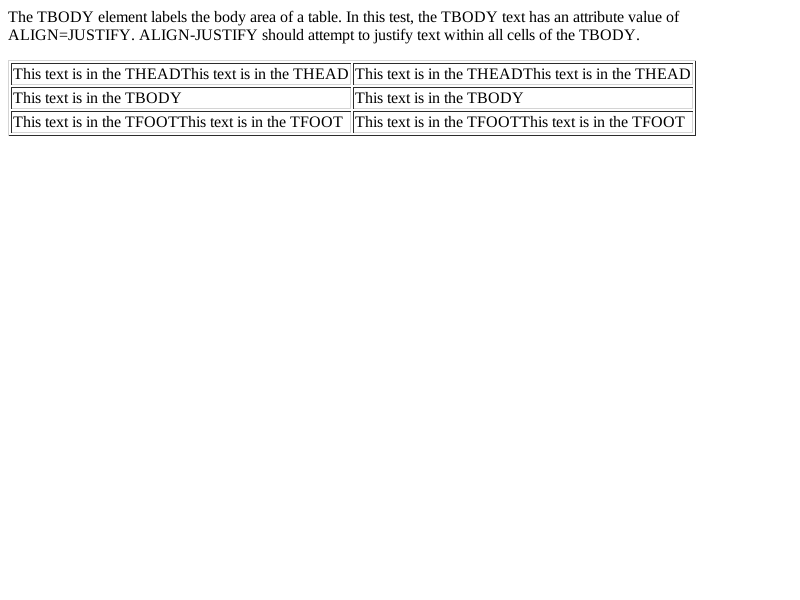 The TBODY element labels the body area of a table. In this test, the TBODY text has an attribute value of
ALIGN=JUSTIFY. ALIGN-JUSTIFY should attempt to justify text within all cells of the TBODY.
This text is in the THEADThis text is in the THEAD This text is in the THEADThis text is in the THEAD
This text is in the TBODY This text is in the TBODY
This text is in the TFOOTThis text is in the TFOOT This text is in the TFOOTThis text is in the TFOOT